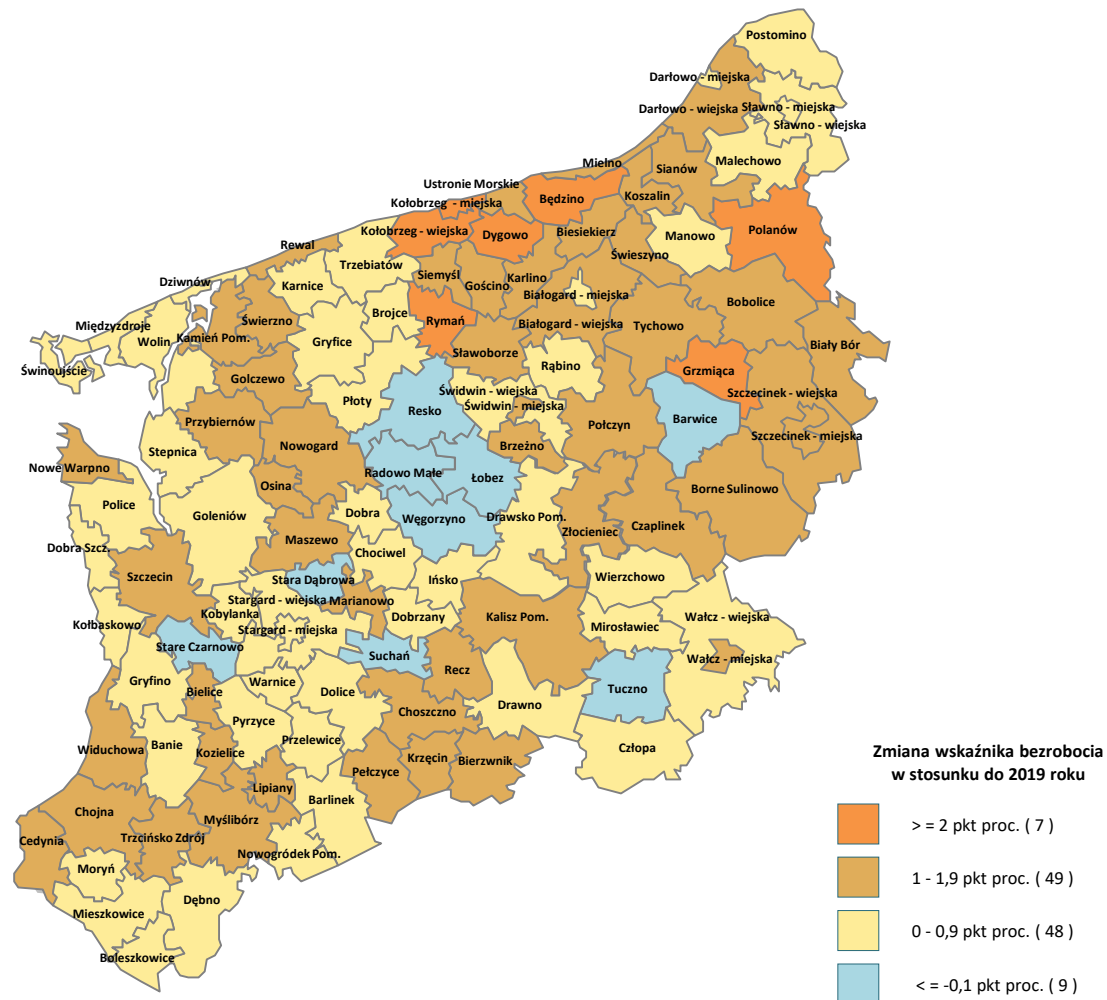 Postomino
Darłowo - miejska
Darłowo - wiejska
Sławno - miejska
Sławno - wiejska
Malechowo
Mielno
Sianów
Ustronie Morskie
Kołobrzeg - miejska
Będzino
Koszalin
Kołobrzeg - wiejska
Dygowo
Biesiekierz
Manowo
Polanów
Rewal
Trzebiatów
Świeszyno
Dziwnów
Karnice
Siemyśl
Gościno
Karlino
Białogard - miejska
Bobolice
Międzyzdroje
Wolin
Kamień Pom.
Świerzno
Brojce
Rymań
Białogard - wiejska
Tychowo
Biały Bór
Gryfice
Sławoborze
Świnoujście
Golczewo
Rąbino
Grzmiąca
Płoty
Resko
Świdwin - wiejska
Świdwin - miejska
Szczecinek - wiejska
Przybiernów
Barwice
Połczyn
Szczecinek - miejska
Stepnica
Nowogard
Brzeżno
Nowe Warpno
Radowo Małe
Łobez
Osina
Borne Sulinowo
Police
Goleniów
Dobra
Węgorzyno
Drawsko Pom.
Czaplinek
Złocieniec
Maszewo
Dobra Szcz.
Chociwel
Szczecin
Stara Dąbrowa
Ińsko
Wierzchowo
Stargard - wiejska
Marianowo
Kobylanka
Dobrzany
Kalisz Pom.
Wałcz - wiejska
Kołbaskowo
Stargard - miejska
Mirosławiec
Stare Czarnowo
Suchań
Wałcz - miejska
Recz
Gryfino
Warnice
Bielice
Dolice
Tuczno
Drawno
Choszczno
Pyrzyce
Widuchowa
Banie
Kozielice
Przelewice
Człopa
Krzęcin
Bierzwnik
Pełczyce
Lipiany
Barlinek
Chojna
Myślibórz
Cedynia
Trzcińsko Zdrój
Nowogródek Pom.
Moryń
Dębno
Mieszkowice
Boleszkowice
Zmiana wskaźnika bezrobocia
w stosunku do 2019 roku
> = 2 pkt proc. ( 7 )
1 - 1,9 pkt proc. ( 49 )
0 - 0,9 pkt proc. ( 48 )
< = -0,1 pkt proc. ( 9 )